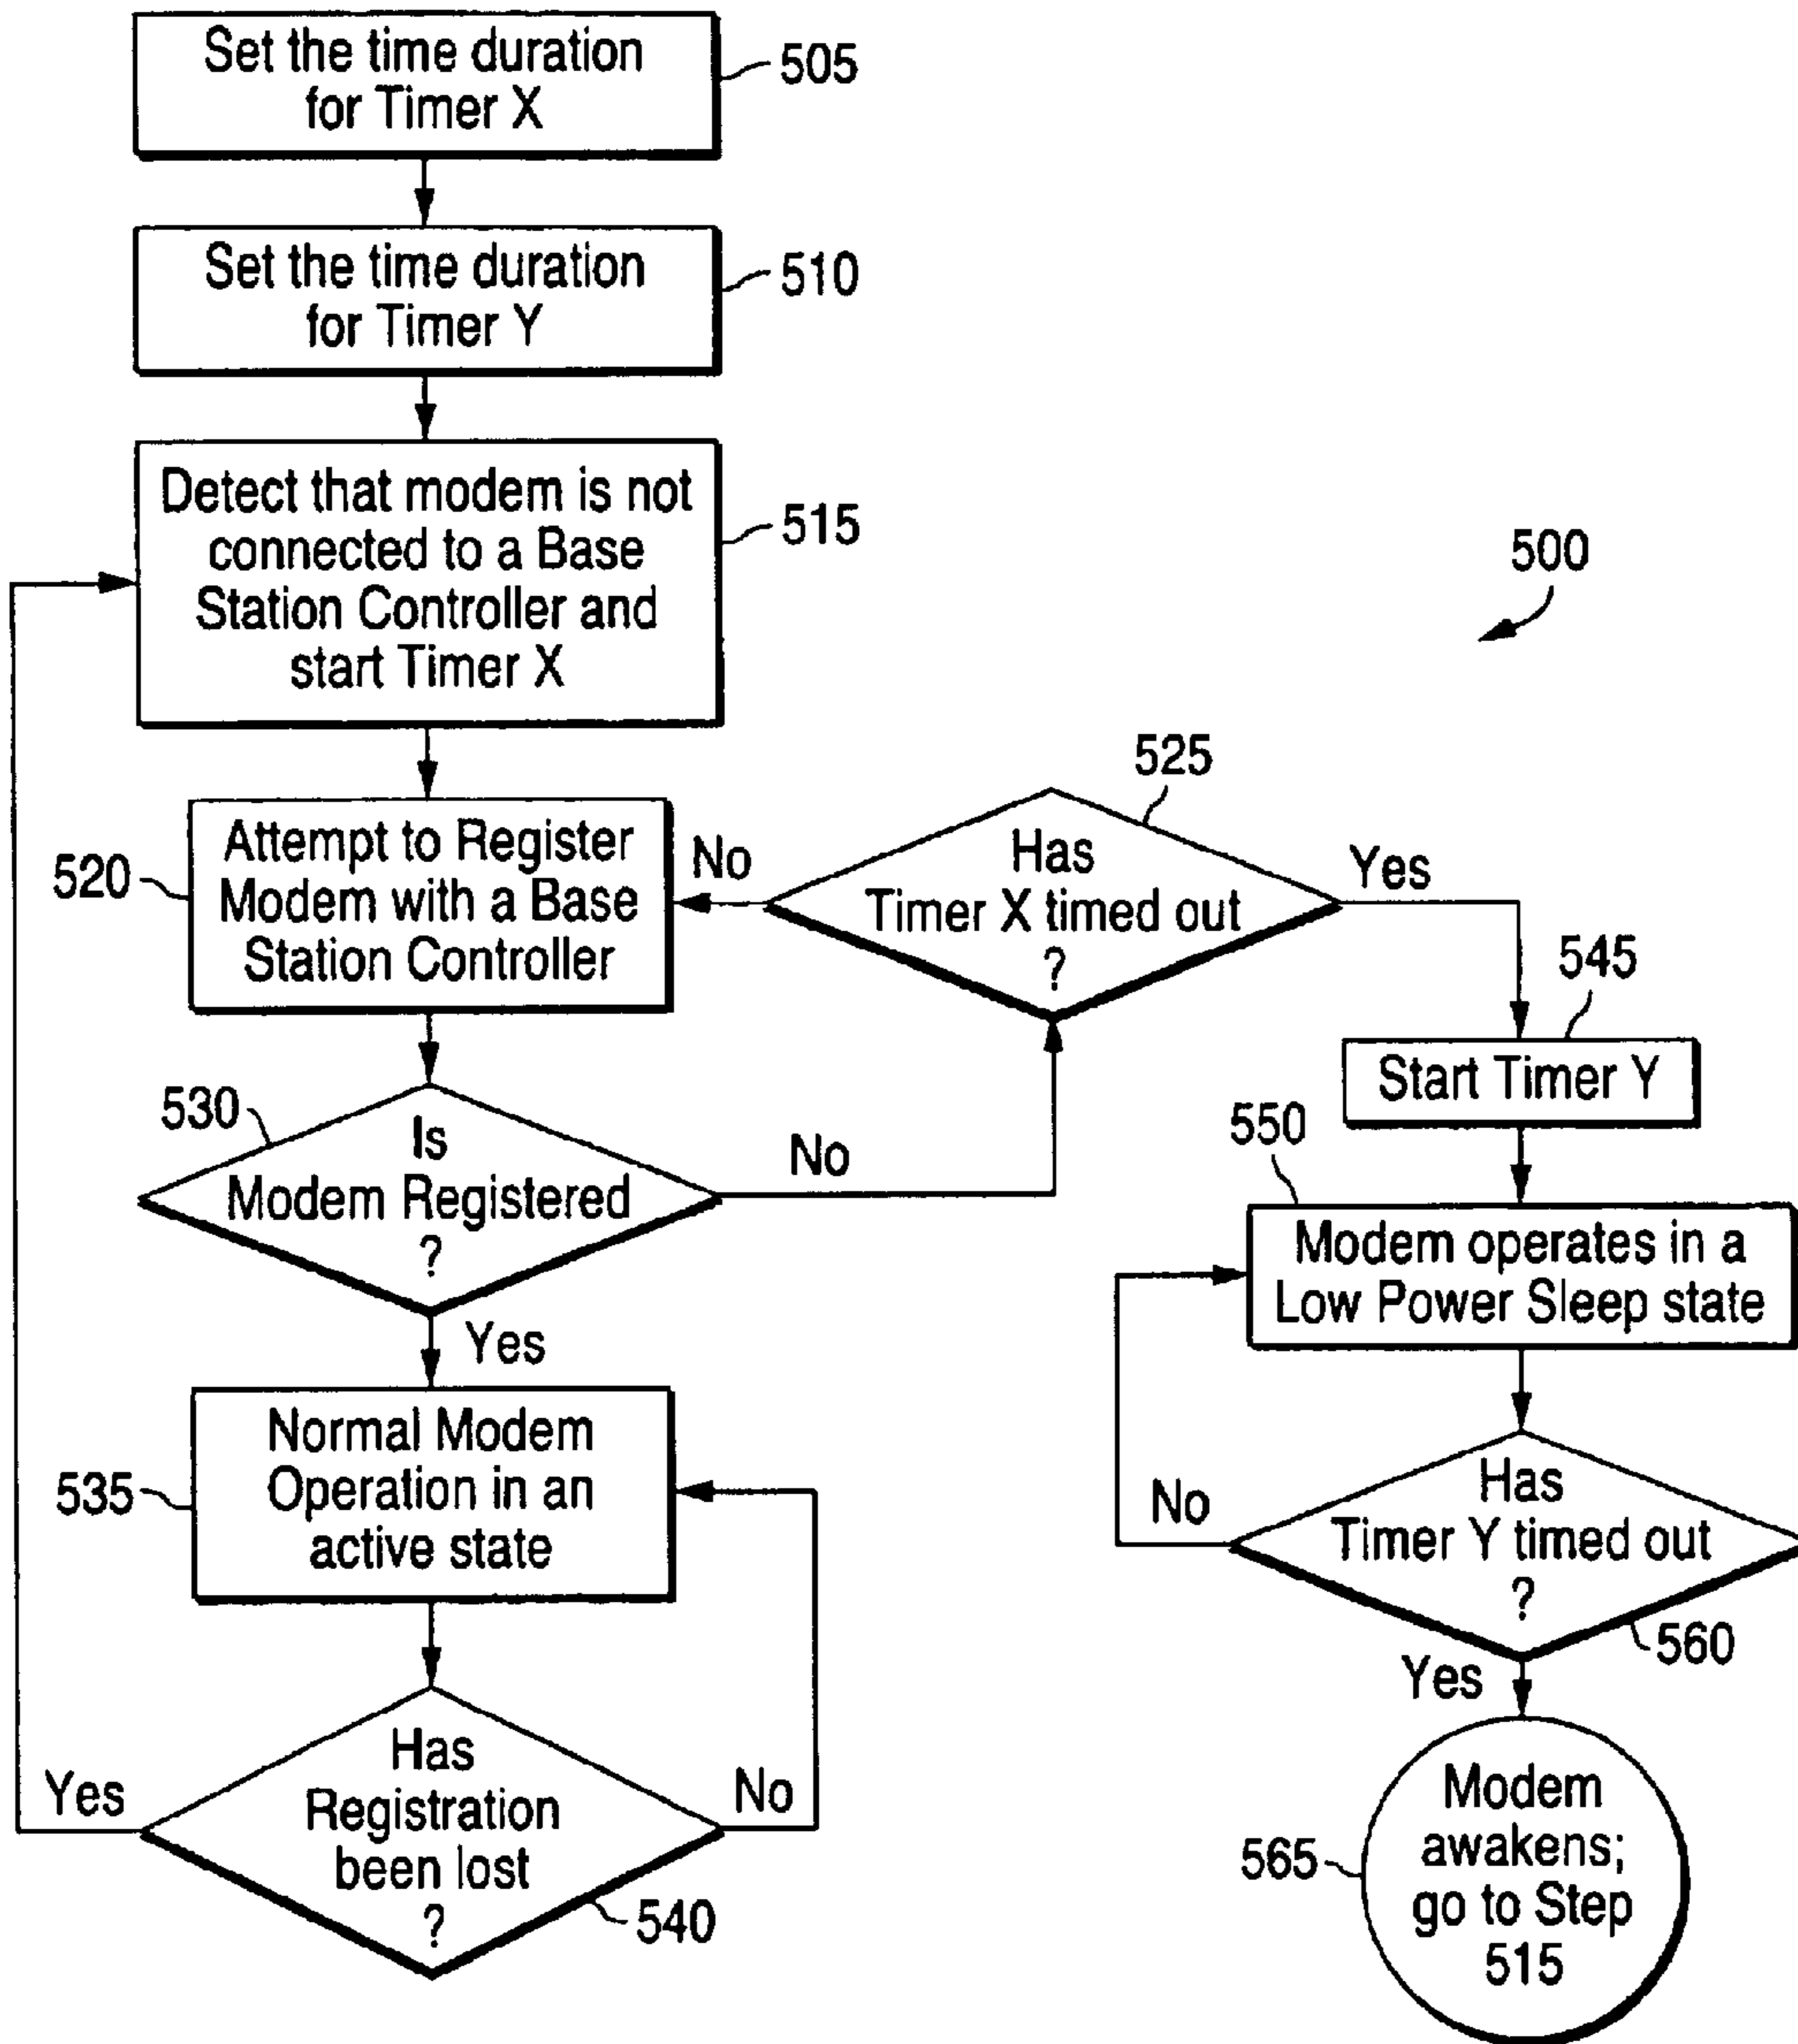 Set the time duration
for Timer X
505
Set the time duration
for Timer Y
510
Detect that modem is not
connected to a Base
Station Controller and
start Timer X
515
500
520
Attempt to Register
Modem with a Base
Station Controller
No
525
Has
Timer X timed out
?
Yes
545
Start Timer Y
530
Is
Modem Registered
?
No
Yes
550
Modem operates in a
Low Power Sleep state
535
Normal Modem
Operation in an
active state
No
Has
Timer Y timed out
?
560
Yes
Yes
Has
Registration
been lost
?
No
540
565
Modem
awakens;
go to Step
515